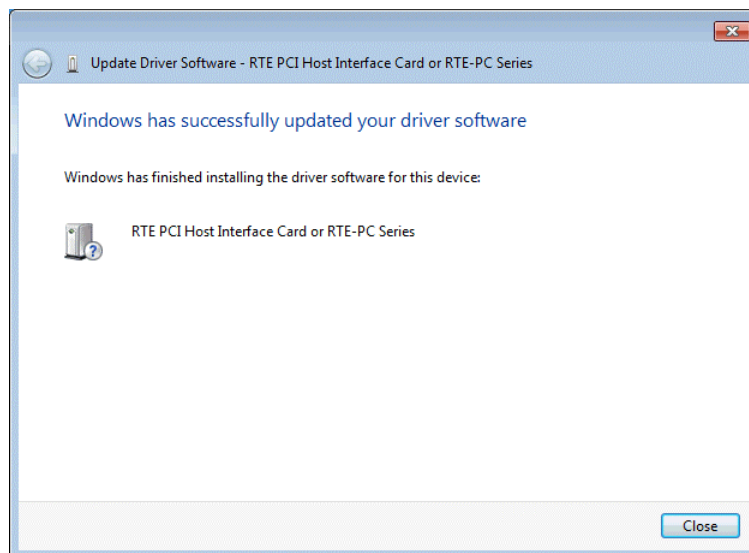 Update Driver Software - RTE PCI Host Interface Card or RTE-PC Series
Windows has successfully updated your driver software
Windows has finished installing the driver software for this device:
RTE PCI Host Interface Card or RTE-PC Series
Close